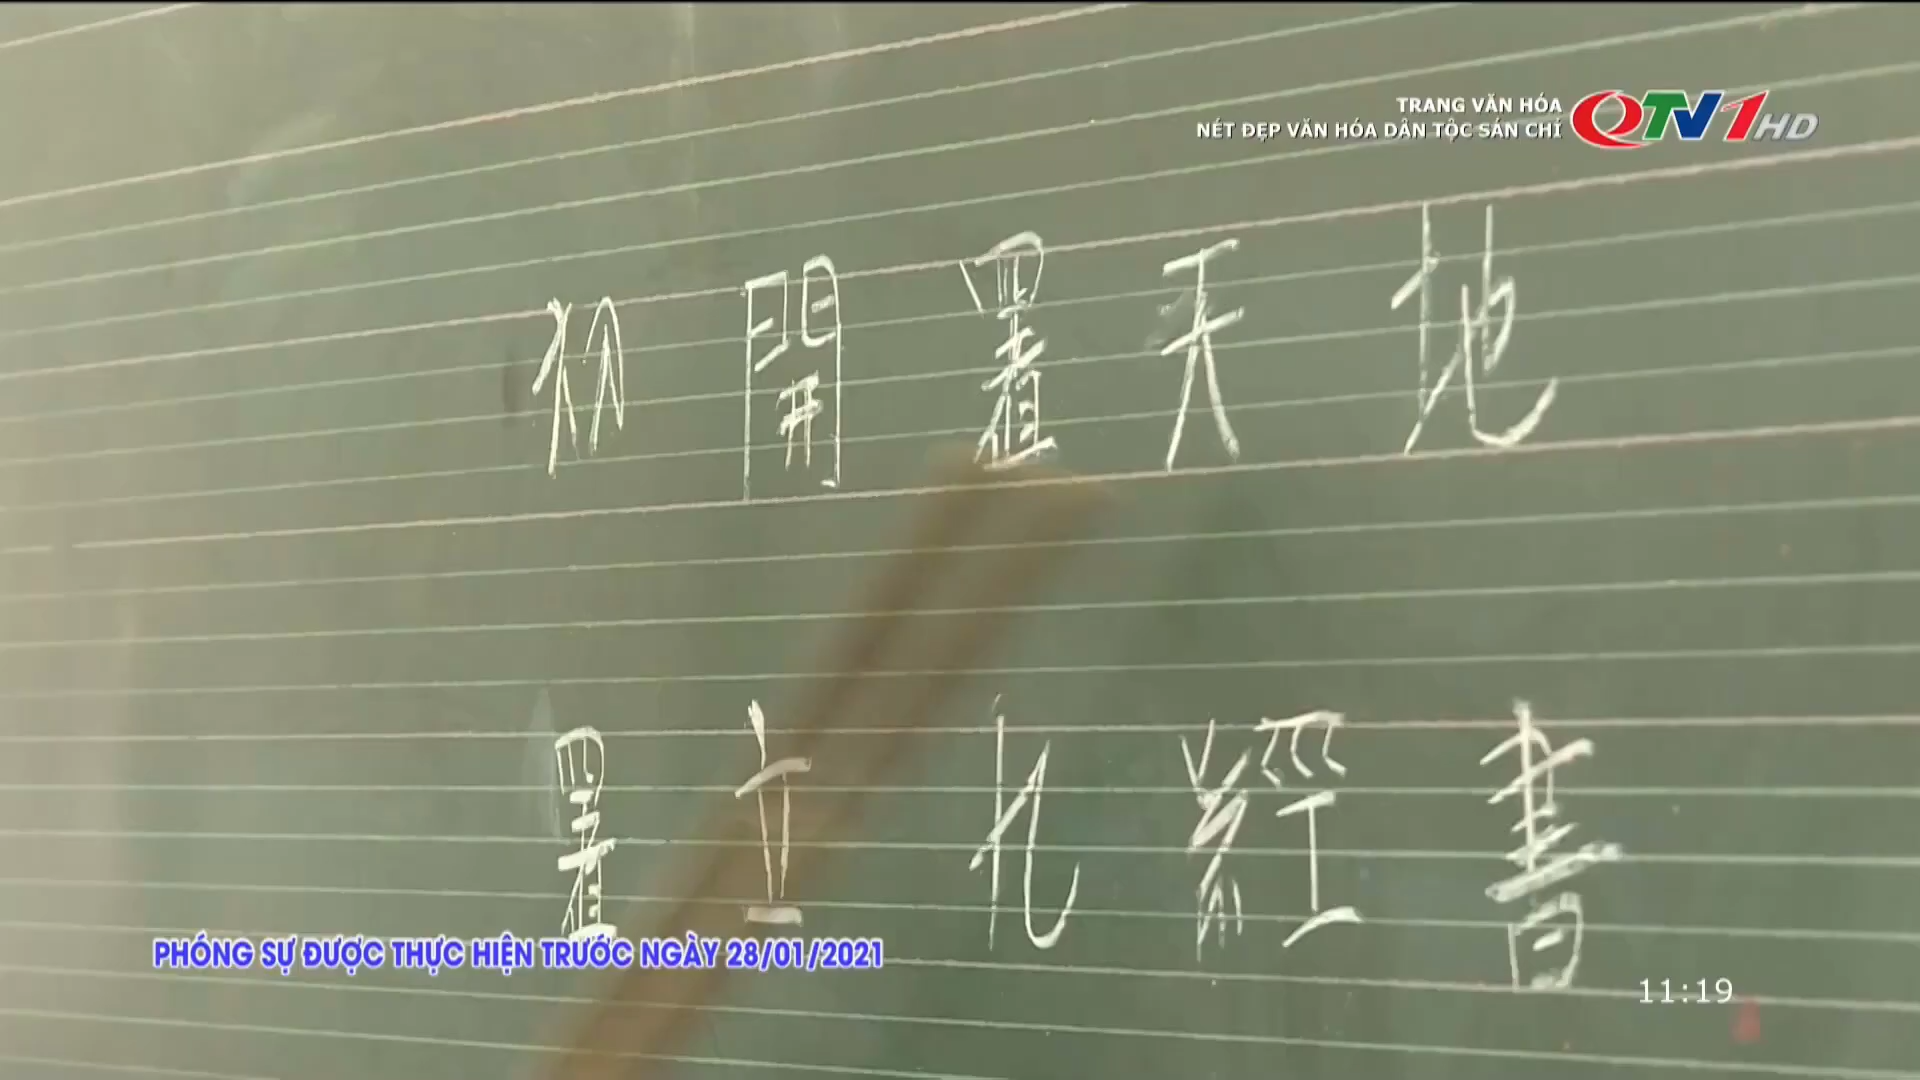 TRANG VĂN HÓA
NÉT ĐẸP VĂN HÓA DÂN TỘC SÁN CHỈ
QTV1HD
初開置天地
置立經書
PHÓNG SỰ ĐƯỢC THỰC HIỆN TRƯỚC NGÀY 28/01/2021
11:19